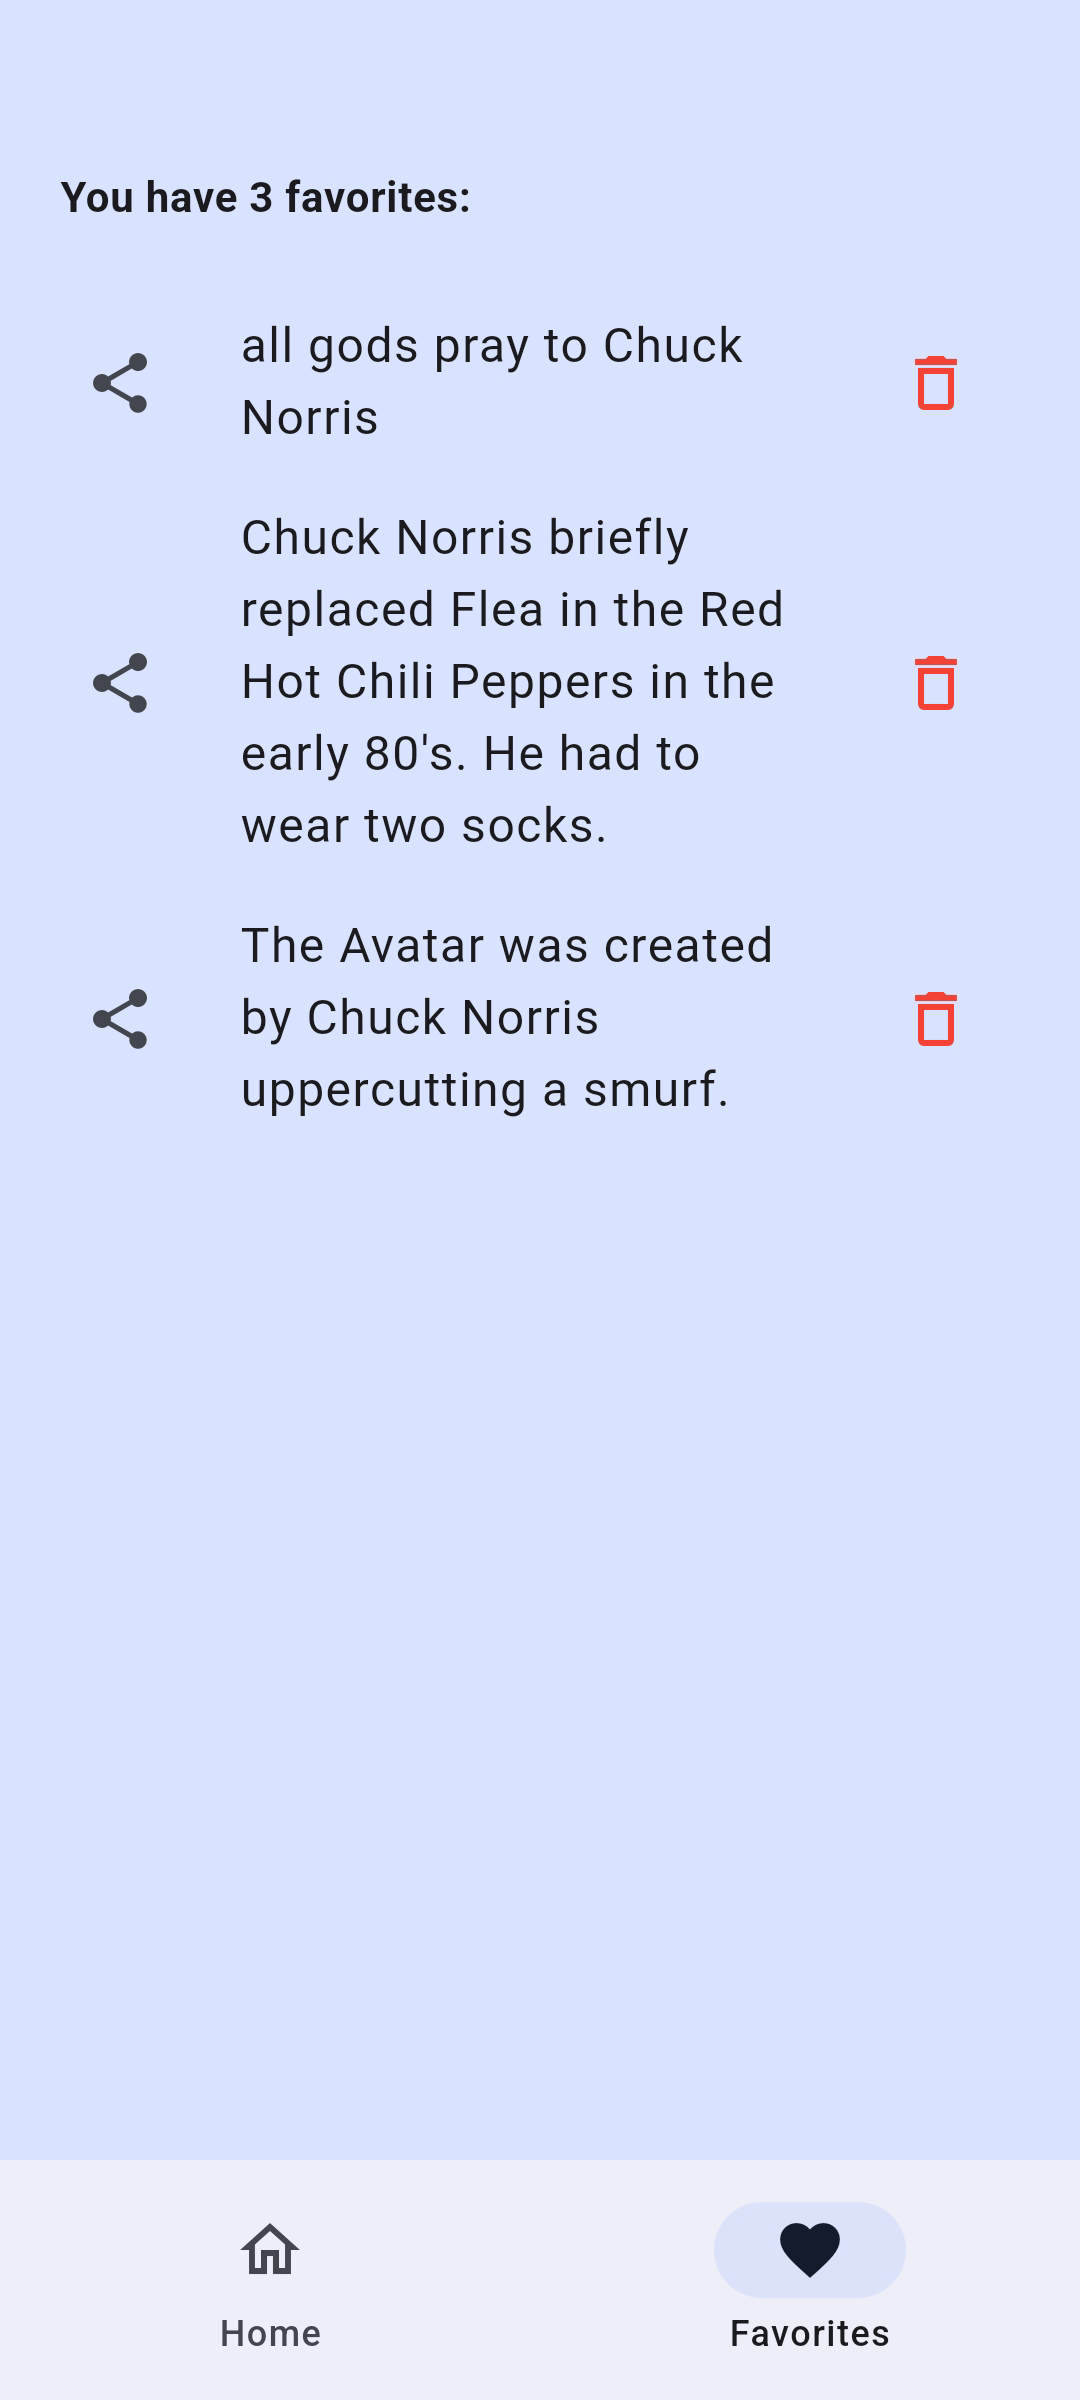 You have 3 favorites:
all gods pray to Chuck
Norris
Chuck Norris briefly
replaced Flea in the Red
Hot Chili Peppers in the
early 80's. He had to
wear two socks.
The Avatar was created
by Chuck Norris
uppercutting a smurf.
Home
Favorites